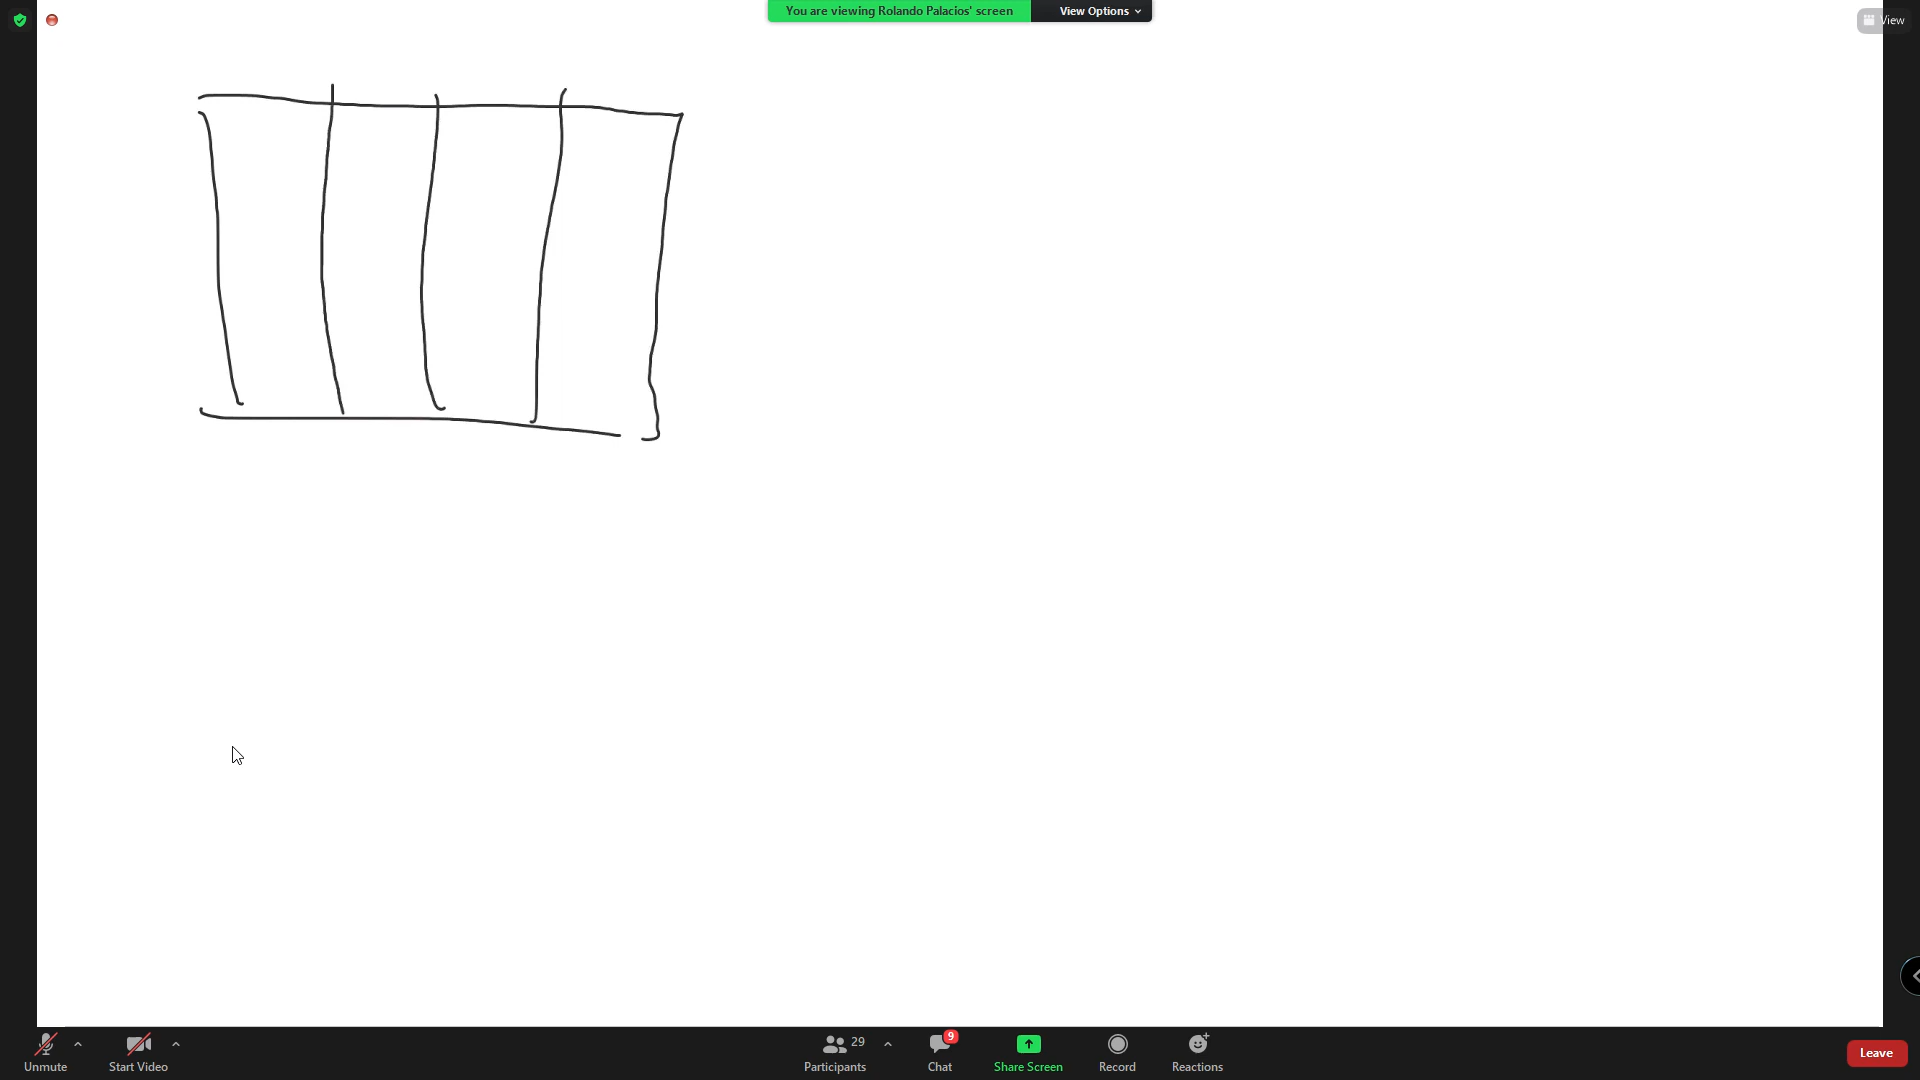 You are viewing Rolando Palacios' screen
View Options
View
Unmute
Start Video
29
Participants
9
Chat
Share Screen
Record
Reactions
Leave